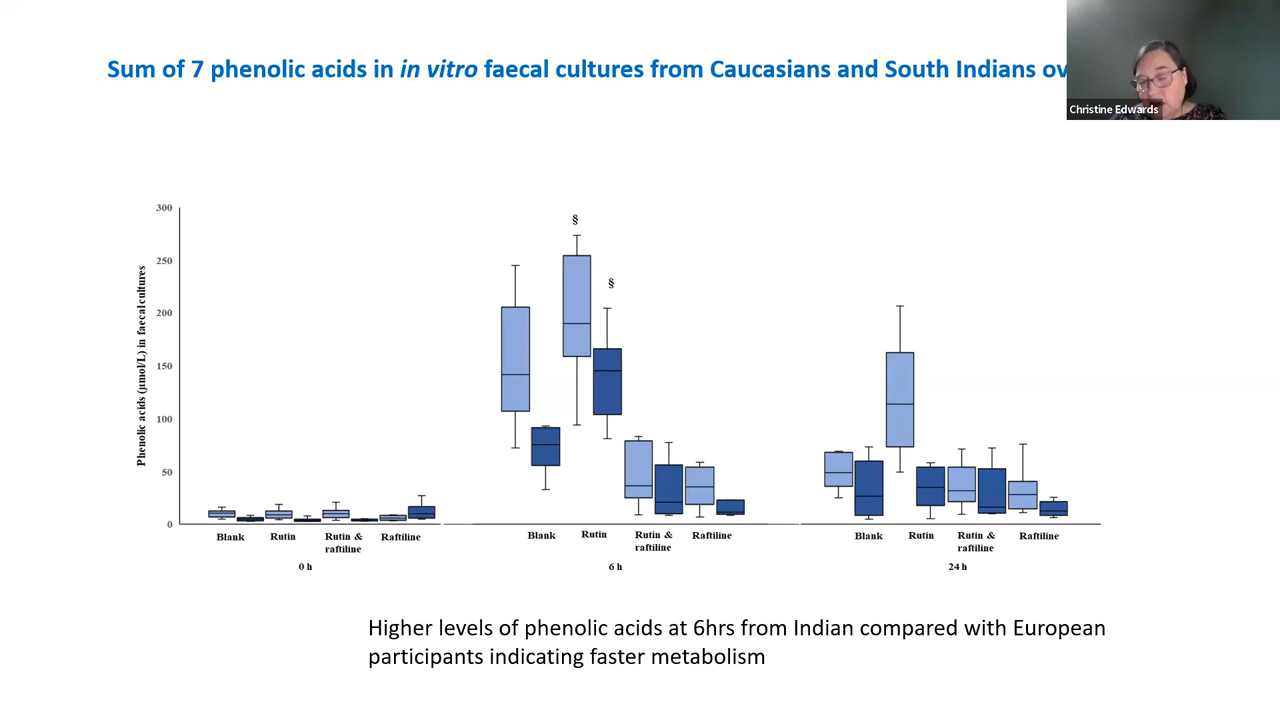 Sum of 7 phenolic acids in in vitro faecal cultures from Caucasians and South Indians ov
Christine Edwards
Phenolic acids (µmol/L) in faecal cultures
300
250
200
150
100
50
0
§
§
Blank Rutin Rutin & raftiline Raftiline
0 h
Blank Rutin Rutin & raftiline Raftiline
6 h
Blank Rutin Rutin & raftiline Raftiline
24 h
Higher levels of phenolic acids at 6hrs from Indian compared with European
participants indicating faster metabolism